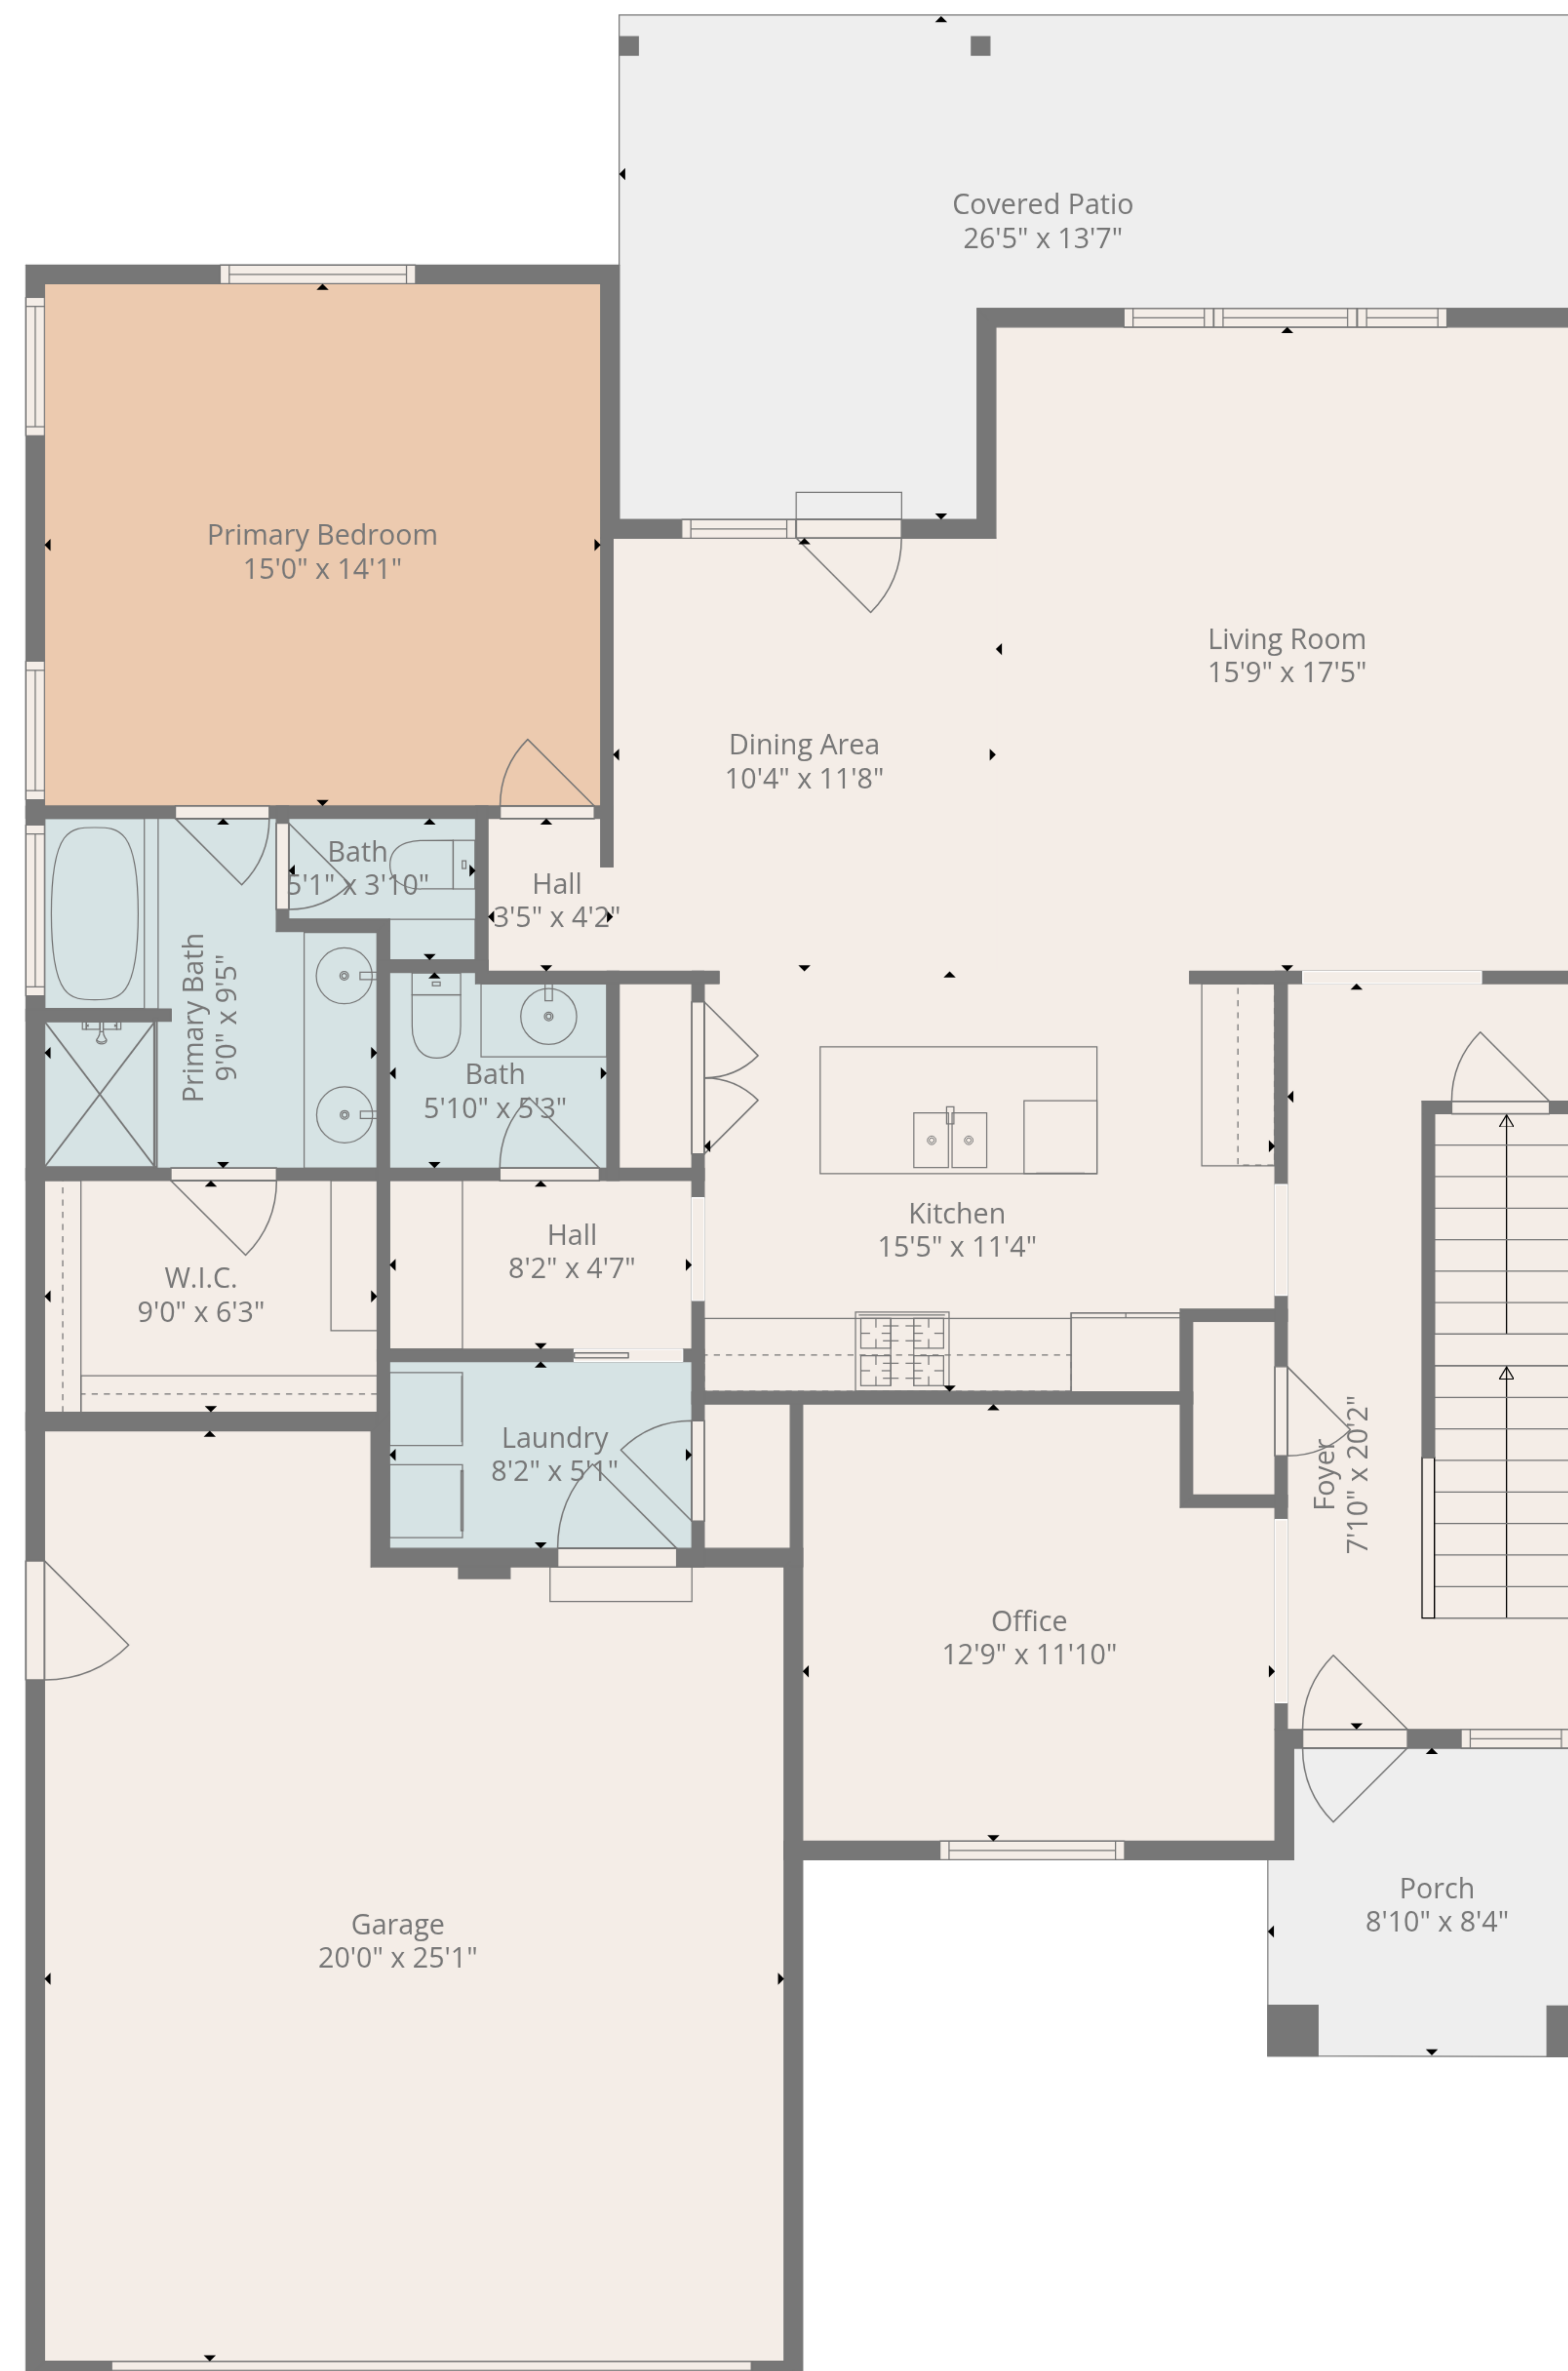 Covered Patio
26'5" x 13'7"
Primary Bedroom
15'0" x 14'1"
Living Room
15'9" x 17'5"
Dining Area
10'4" x 11'8"
Bath
5'1" x 3'10"
Hall
3'5" x 4'2"
Primary Bath
9'0" x 9'5"
Bath
5'10" x 5'3"
Kitchen
15'5" x 11'4"
Hall
8'2" x 4'7"
W.I.C.
9'0" x 6'3"
Laundry
8'2" x 5'1"
Foyer
7'10" x 20'2"
Office
12'9" x 11'10"
Porch
8'10" x 8'4"
Garage
20'0" x 25'1"